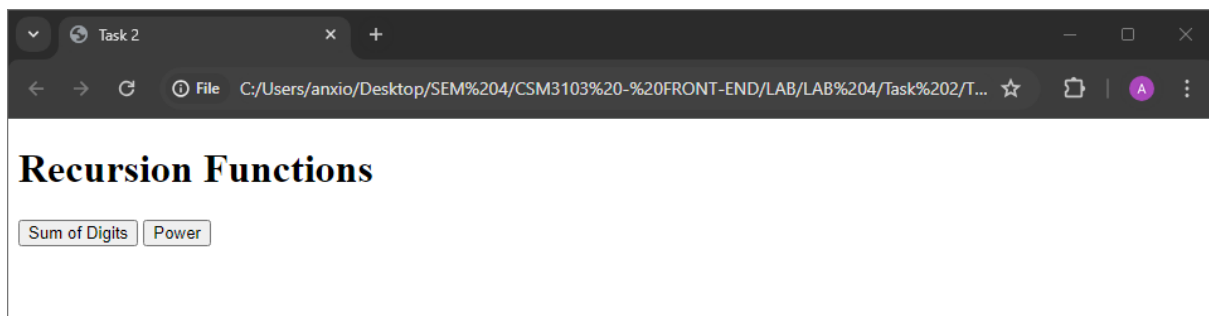 Task 2
File C:/Users/anxio/Desktop/SEM%204/CSM3103%20-%20FRONT-END/LAB/LAB%204/Task%202/T... A
Recursion Functions
Sum of Digits Power